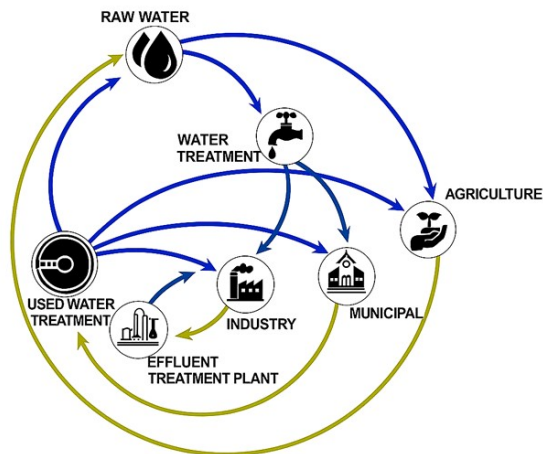 RAW WATER
WATER
TREATMENT
AGRICULTURE
USED WATER
TREATMENT
INDUSTRY
MUNICIPAL
EFFLUENT
TREATMENT PLANT